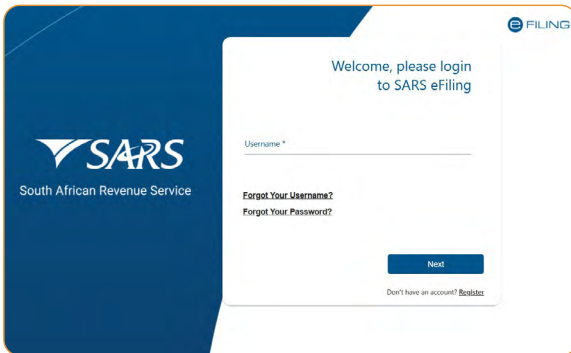 e FILING
Welcome, please login
to SARS eFiling
SARS
South African Revenue Service
Username *
Forgot Your Username?
Forgot Your Password?
Next
Don't have an account? Register